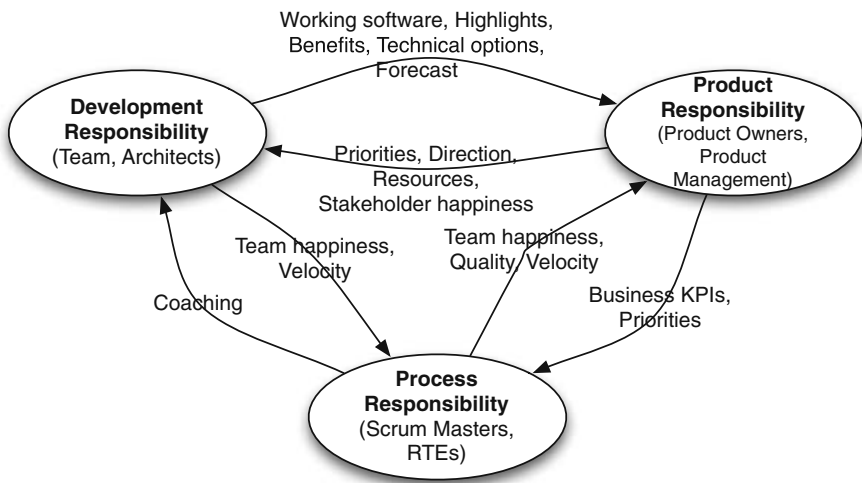 Working software, Highlights,
Benefits, Technical options,
Forecast
Development
Responsibility
(Team, Architects)
Product
Responsibility
(Product Owners,
Product
Management)
Priorities, Direction,
Resources,
Stakeholder happiness
Team happiness,
Velocity
Team happiness,
Quality, Velocity
Coaching
Business KPIs,
Priorities
Process
Responsibility
(Scrum Masters,
RTEs)